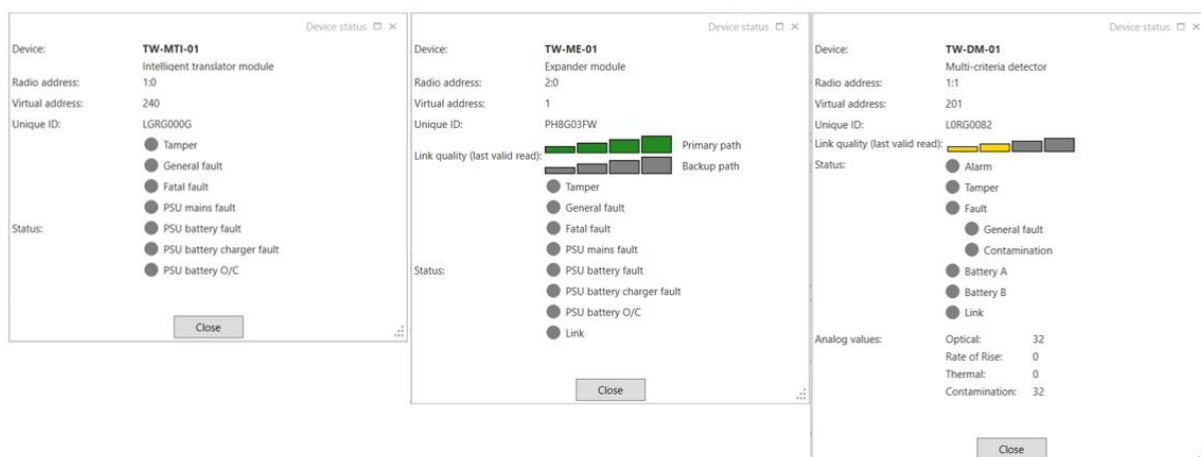 Device status
Device: TW-MTI-01
Intelligent translator module
Radio address: 1:0
Virtual address: 240
Unique ID: LGRG000G
Tamper
General fault
Fatal fault
PSU mains fault
Status: PSU battery fault
PSU battery charger fault
PSU battery O/C
Close
Device status
Device: TW-ME-01
Expander module
Radio address: 2:0
Virtual address: 1
Unique ID: PH8G03FW
Link quality (last valid read): Primary path
Backup path
Tamper
General fault
Fatal fault
PSU mains fault
Status: PSU battery fault
PSU battery charger fault
PSU battery O/C
Link
Close
Device status
Device: TW-DM-01
Multi-criteria detector
Radio address: 1:1
Virtual address: 201
Unique ID: L0RG0082
Link quality (last valid read):
Status: Alarm
Tamper
Fault
General fault
Contamination
Battery A
Battery B
Link
Analog values: Optical: 32
Rate of Rise: 0
Thermal: 0
Contamination: 32
Close